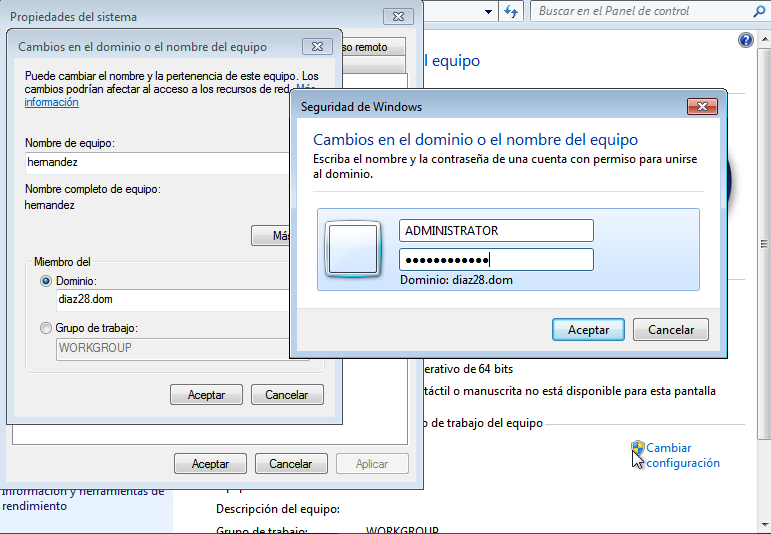 Propiedades del sistema
Buscar en el Panel de control
Cambios en el dominio o el nombre del equipo
so remoto
el equipo
Puede cambiar el nombre y la pertenencia de este equipo. Los
cambios podrían afectar al acceso a los recursos de red. Más
información
Nombre de equipo:
hernandez
Nombre completo de equipo:
hernandez
Más
Miembro del
Dominio:
diaz28.dom
Grupo de trabajo:
WORKGROUP
Aceptar
Cancelar
Aceptar
Cancelar
Aplicar
Seguridad de Windows
Cambios en el dominio o el nombre del equipo
Escriba el nombre y la contraseña de una cuenta con permiso para unirse
al dominio.
ADMINISTRATOR
●●●●●●●●●●●●
Dominio: diaz28.dom
Aceptar
Cancelar
erativo de 64 bits
táctil o manuscrita no está disponible para esta pantalla
o de trabajo del equipo
Cambiar
configuración
Información y herramientas de
rendimiento
Descripción del equipo:
Grupo de trabajo: WORKGROUP